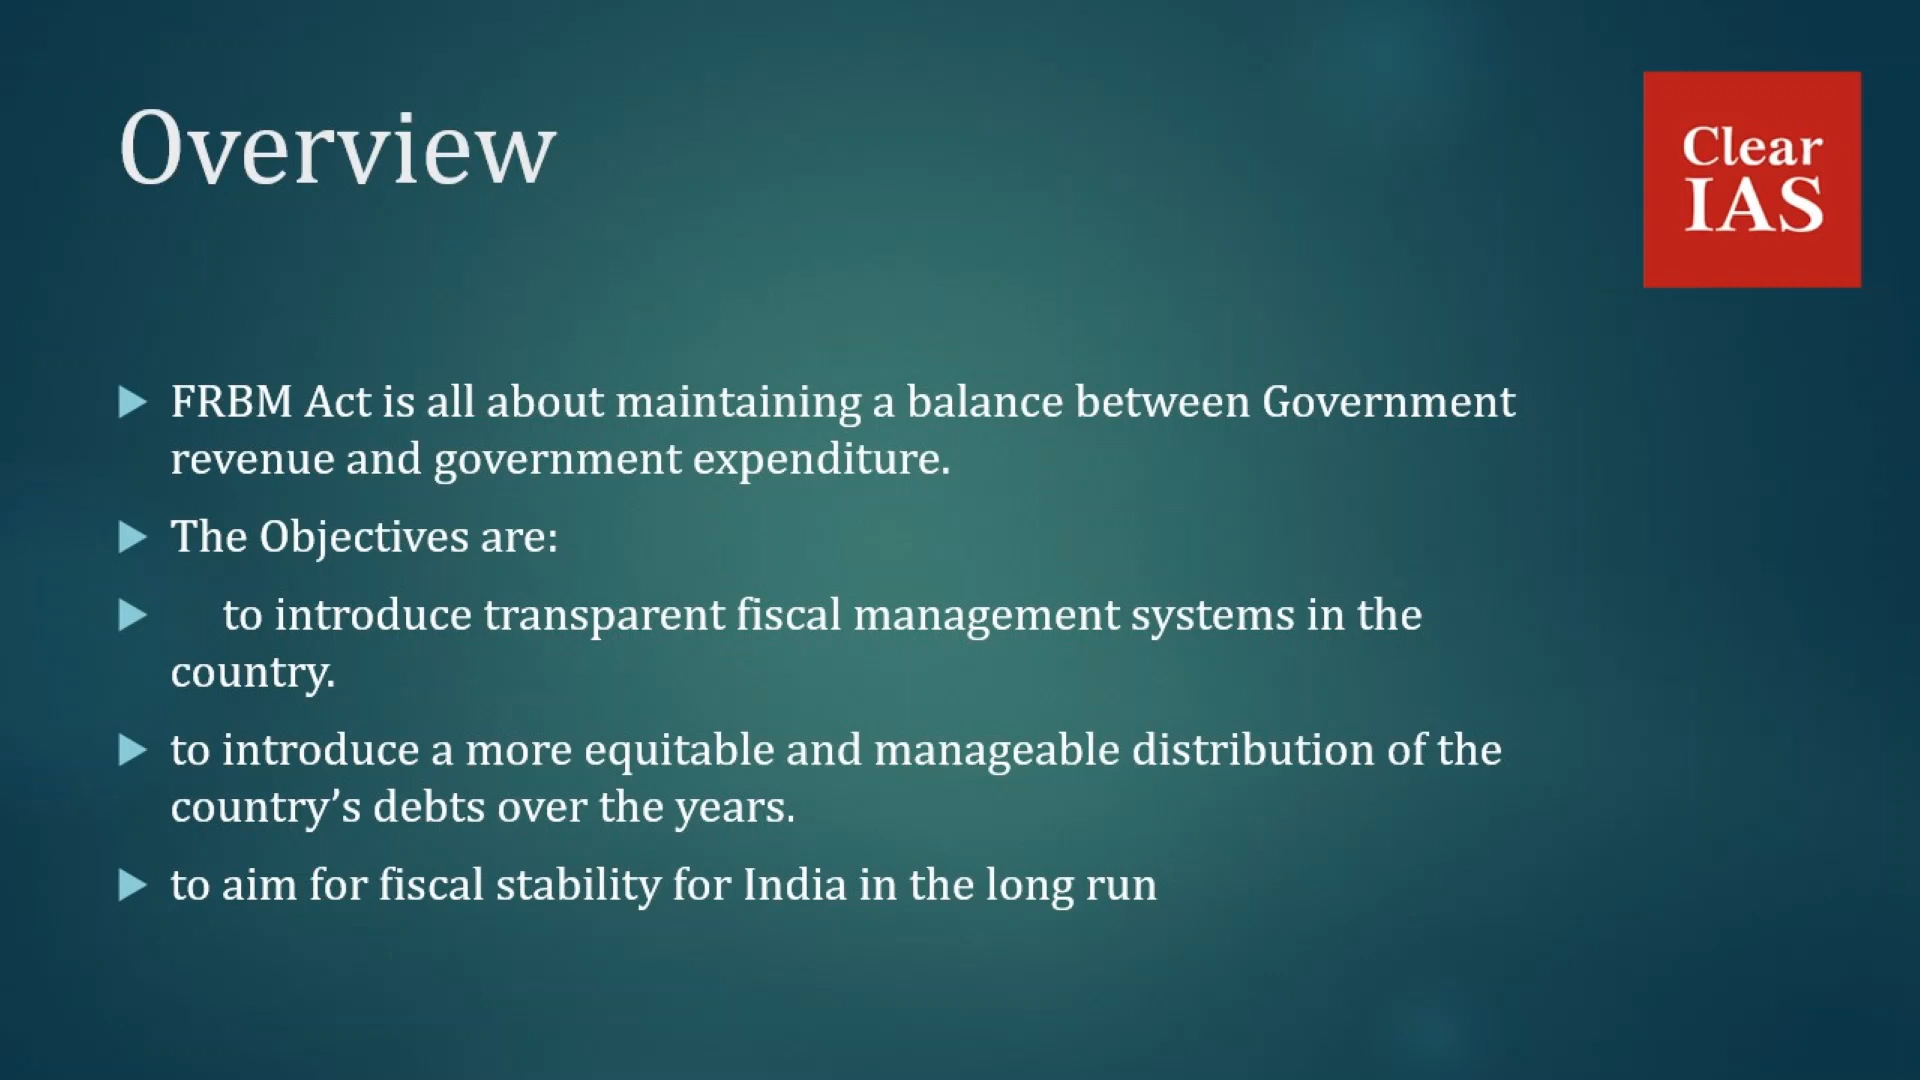 Overview
Clear
IAS
FRBM Act is all about maintaining a balance between Government
revenue and government expenditure.
The Objectives are:
to introduce transparent fiscal management systems in the
country.
to introduce a more equitable and manageable distribution of the
country’s debts over the years.
to aim for fiscal stability for India in the long run